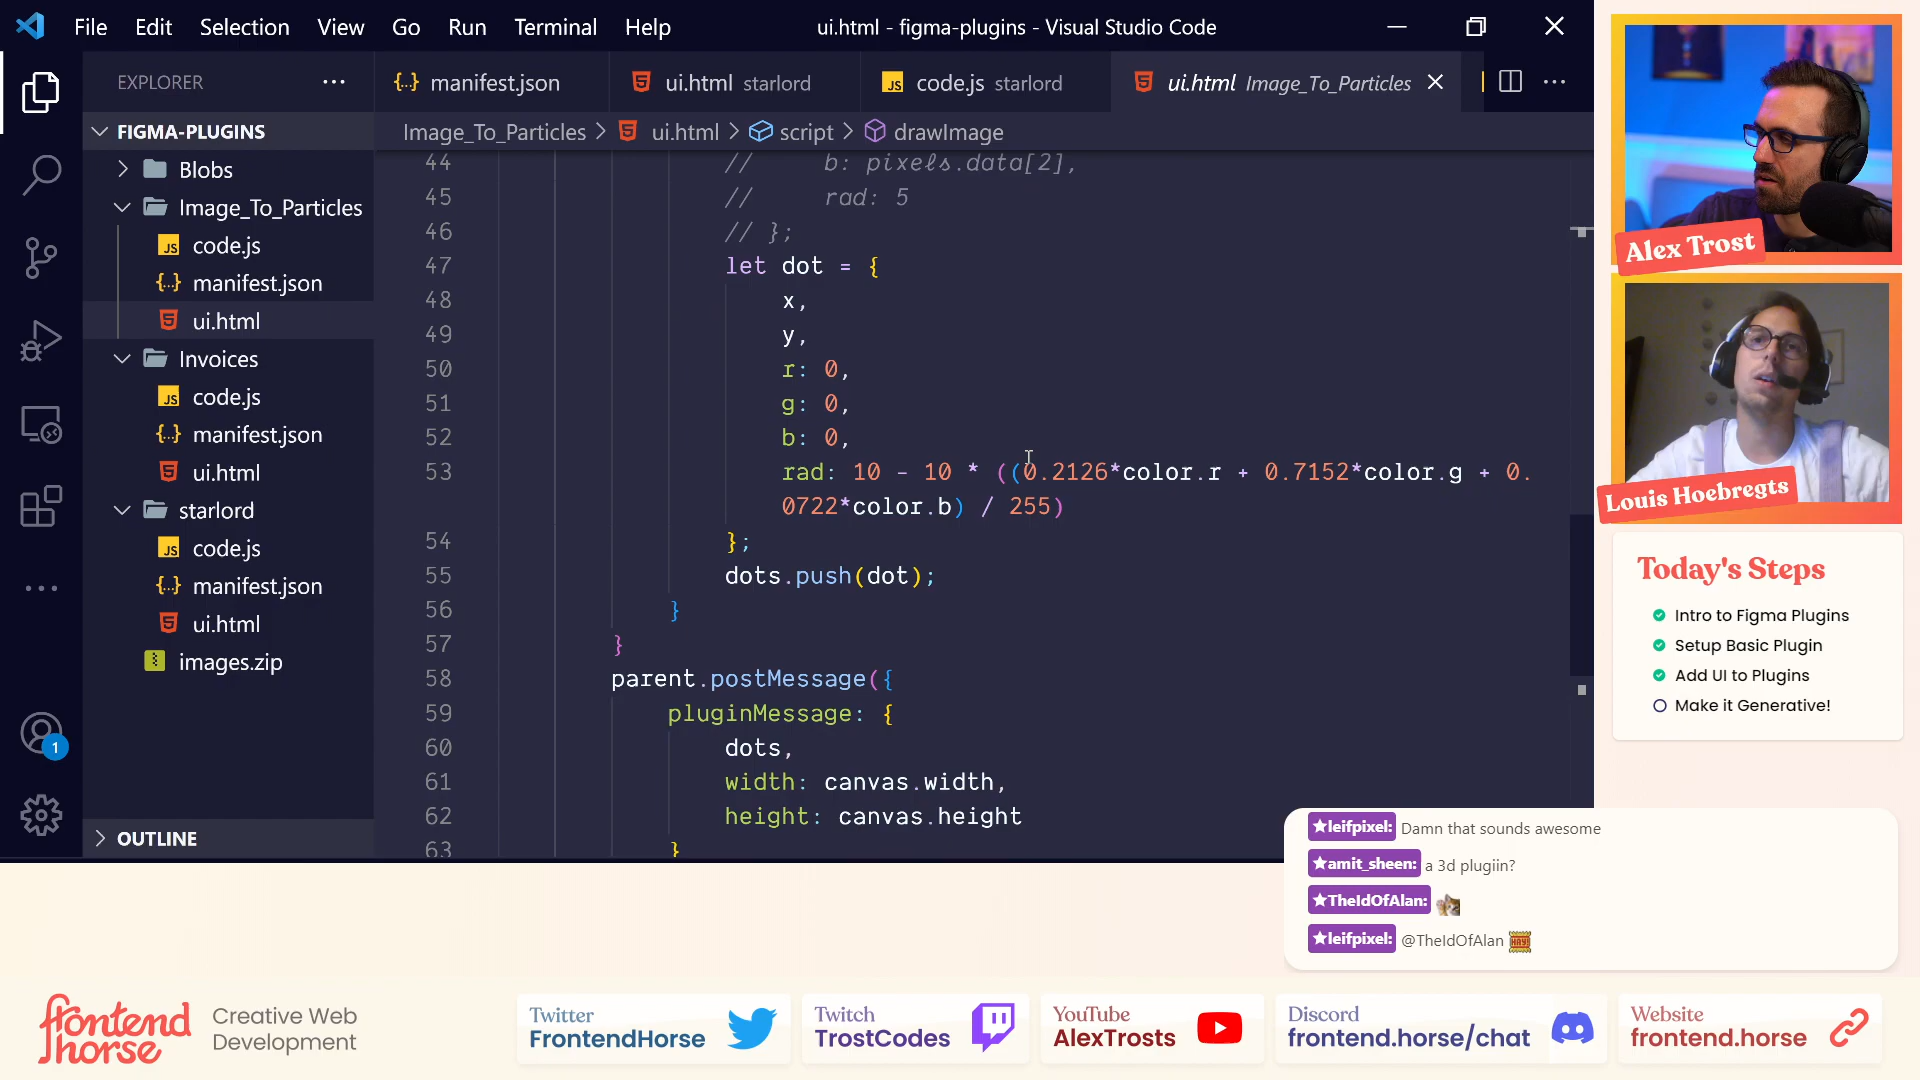 File Edit Selection View Go Run Terminal Help
ui.html - figma-plugins - Visual Studio Code
EXPLORER
manifest.json
ui.html starlord
code.js starlord
ui.html Image_To_Particles
FIGMA-PLUGINS
Blobs
Image_To_Particles
code.js
manifest.json
ui.html
Invoices
code.js
manifest.json
ui.html
starlord
code.js
manifest.json
ui.html
images.zip
OUTLINE
1
Image_To_Particles > ui.html > script > drawImage
44 // b: pixels.data[2],
45 // rad: 5
46 // };
47 let dot = {
48 x,
49 y,
50 r: 0,
51 g: 0,
52 b: 0,
53 rad: 10 - 10 * ((0.2126*color.r + 0.7152*color.g + 0.
0722*color.b) / 255)
54 };
55 dots.push(dot);
56 }
57 }
58 parent.postMessage({
59 pluginMessage: {
60 dots,
61 width: canvas.width,
62 height: canvas.height
63 }
Alex Trost
Louis Hoebregts
Today's Steps
Intro to Figma Plugins
Setup Basic Plugin
Add UI to Plugins
Make it Generative!
★leifpixel: Damn that sounds awesome
★amit_sheen: a 3d plugiin?
★TheIdOfAlan:
★leifpixel: @TheIdOfAlan HAY!
frontend
horse
Creative Web
Development
Twitter
FrontendHorse
Twitch
TrostCodes
YouTube
AlexTrosts
Discord
frontend.horse/chat
Website
frontend.horse